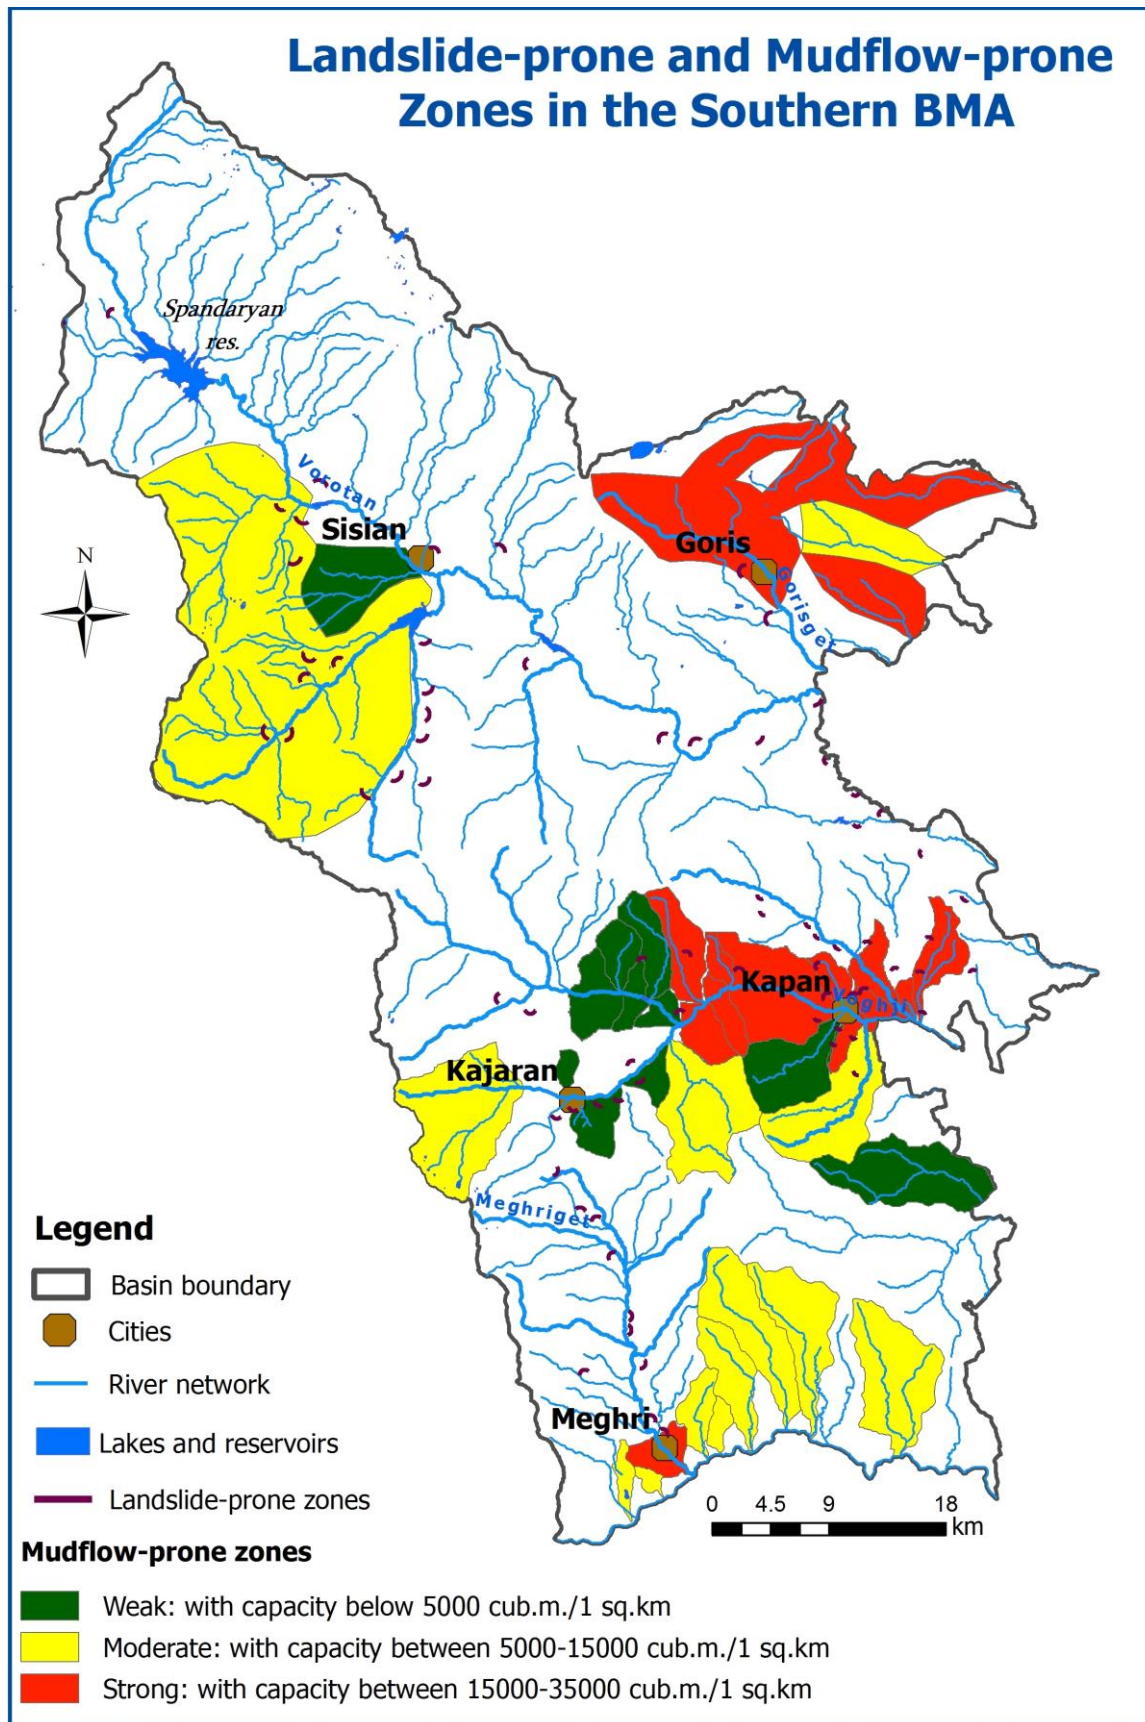 Landslide-prone and Mudflow-prone
Zones in the Southern BMA
Spandaryan
res.
Vorotan
Sisian
Goris
Gorisget
N
Kapan
Voghji
Kajaran
Meghriget
Meghri
Legend
Basin boundary
Cities
River network
Lakes and reservoirs
Landslide-prone zones
0 4.5 9 18
km
Mudflow-prone zones
Weak: with capacity below 5000 cub.m./1 sq.km
Moderate: with capacity between 5000-15000 cub.m./1 sq.km
Strong: with capacity between 15000-35000 cub.m./1 sq.km